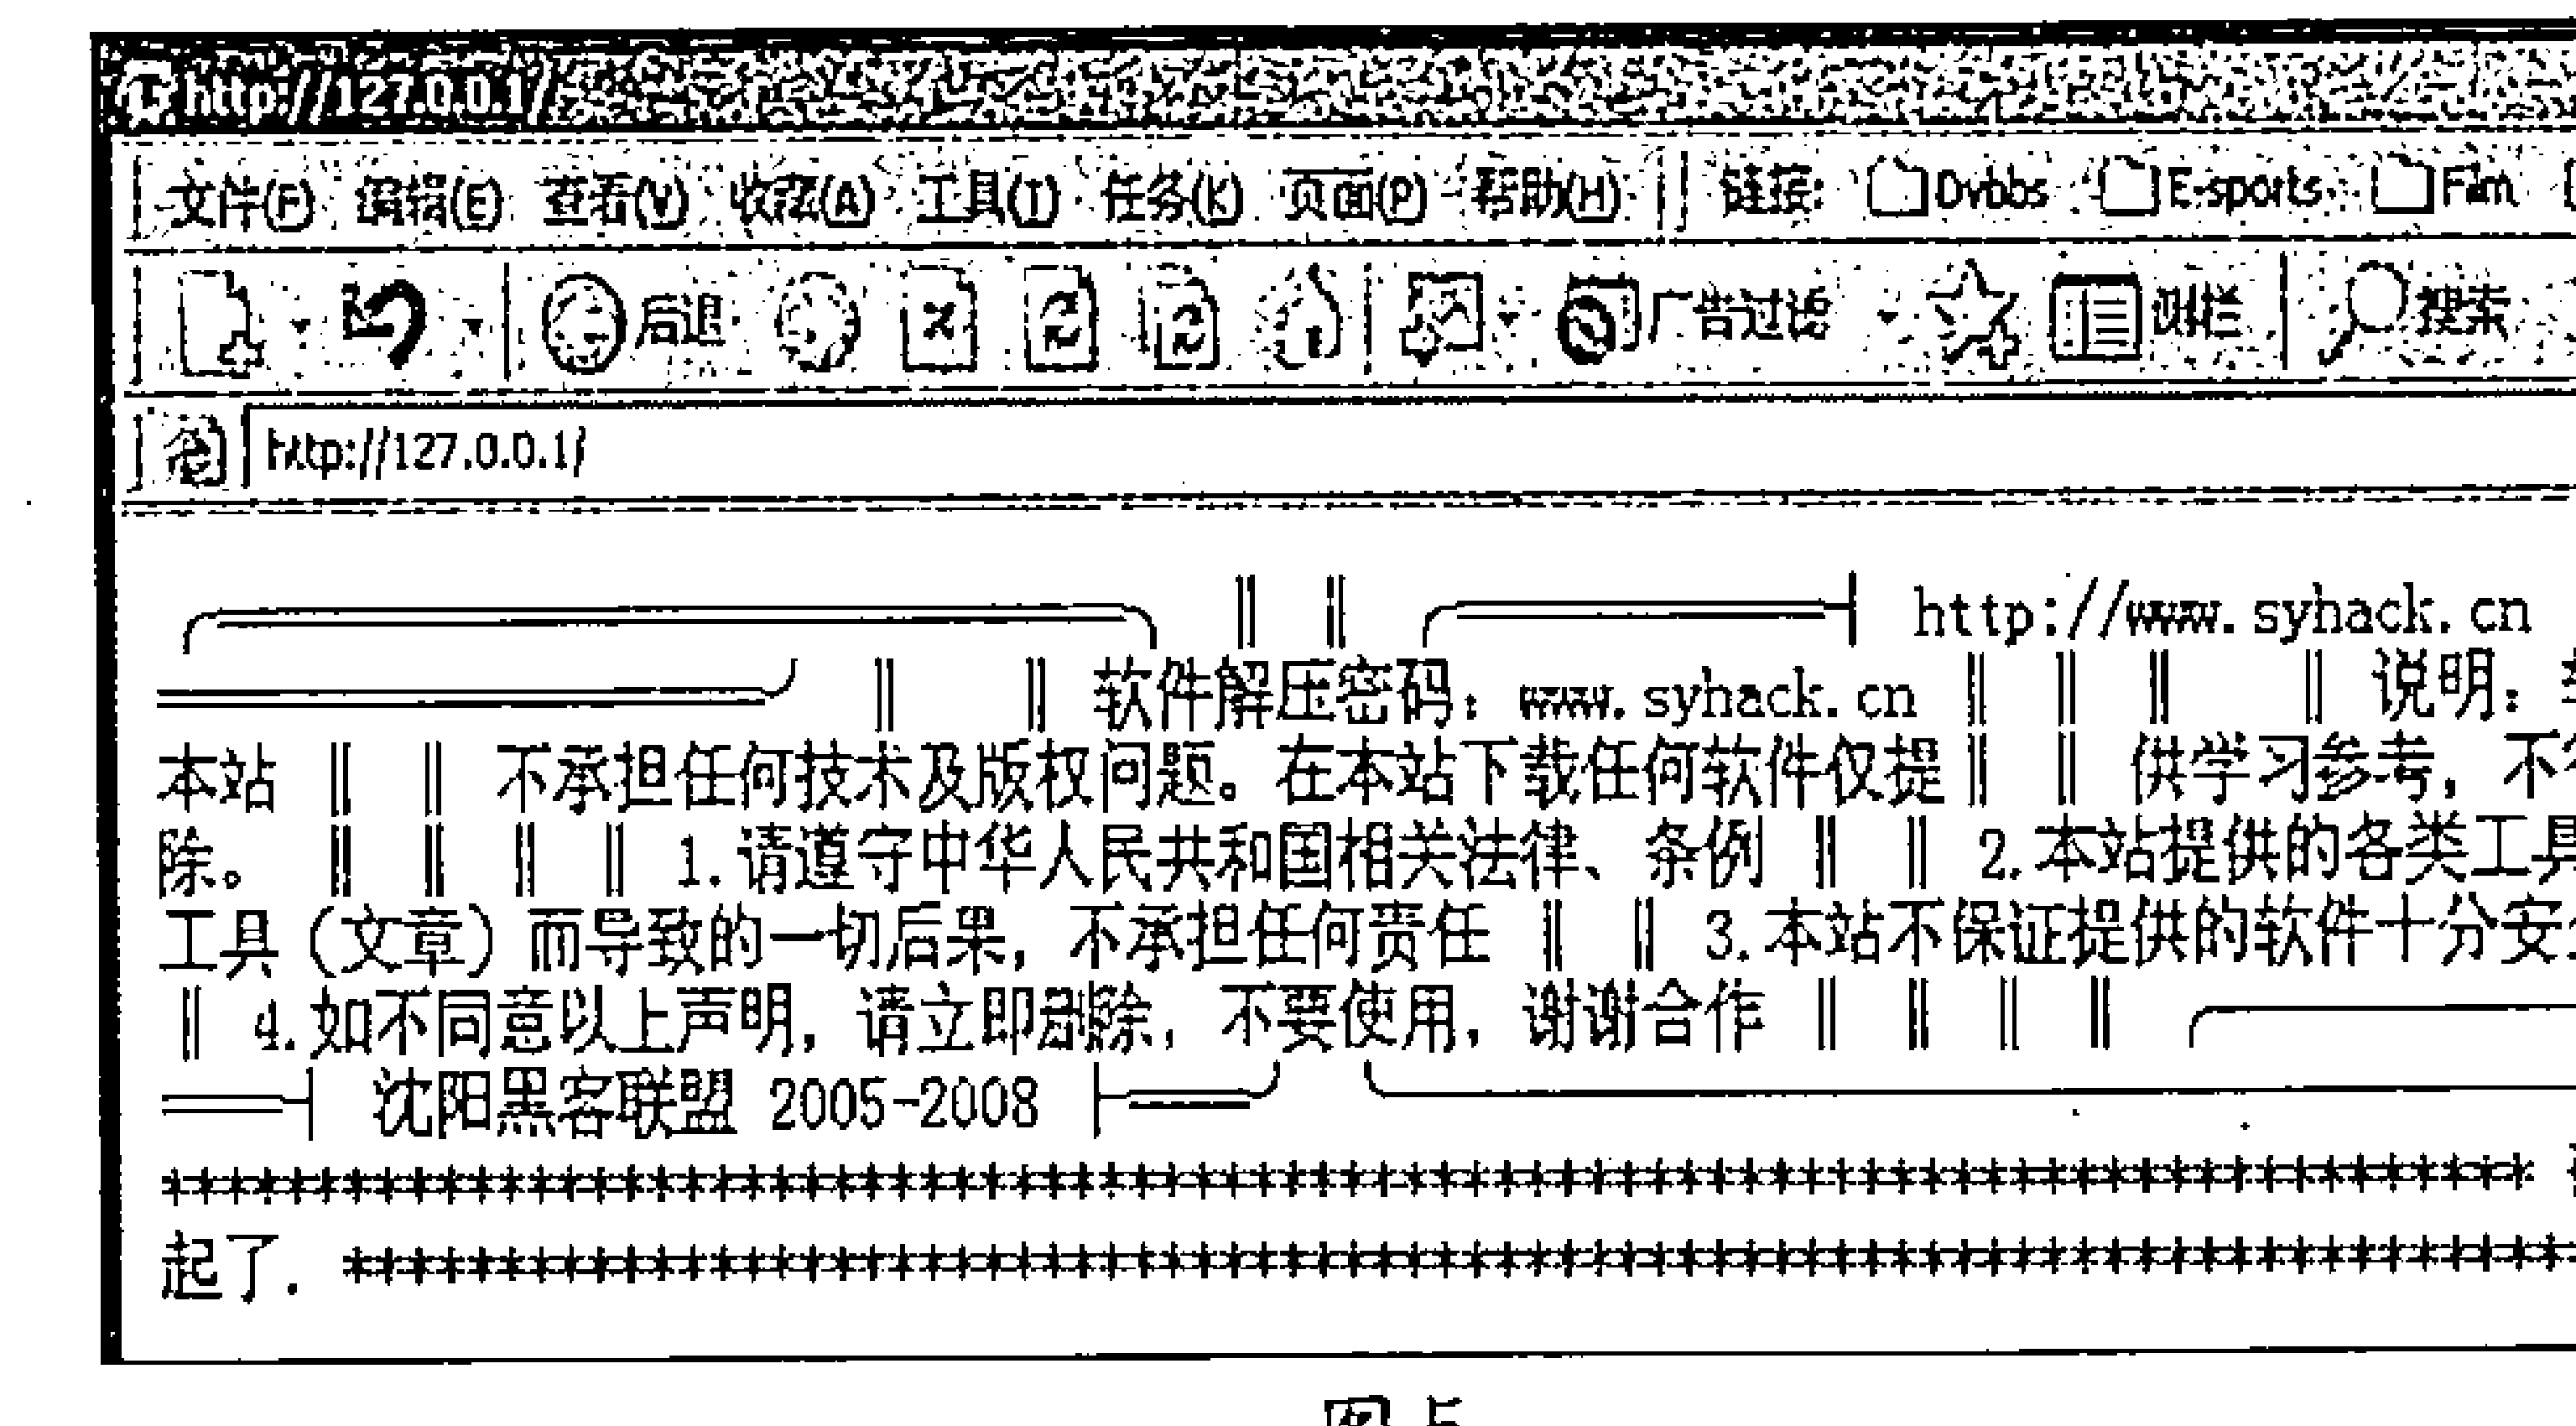 http://127.0.0.1/
文件(F) 编辑(E) 查看(V) 收藏(A) 工具(T) 任务(K) 页面(P) 帮助(H) 链接: Dvbbs E-sports Film
后退 广告过滤 侧栏 搜索
http://127.0.0.1/
http://www.syhack.cn
软件解压密码：www.syhack.cn ‖ ‖ ‖ ‖ 说明：
本站 ‖ ‖ 不承担任何技术及版权问题。在本站下载任何软件仅提‖ ‖ 供学习参考，不
除。 ‖ ‖ ‖ ‖ 1.请遵守中华人民共和国相关法律、条例 ‖ ‖ 2.本站提供的各类工具
工具（文章）而导致的一切后果，不承担任何责任 ‖ ‖ 3.本站不保证提供的软件十分安
‖ 4.如不同意以上声明，请立即删除，不要使用，谢谢合作 ‖ ‖ ‖ ‖
沈阳黑客联盟 2005-2008
起了.
图 5